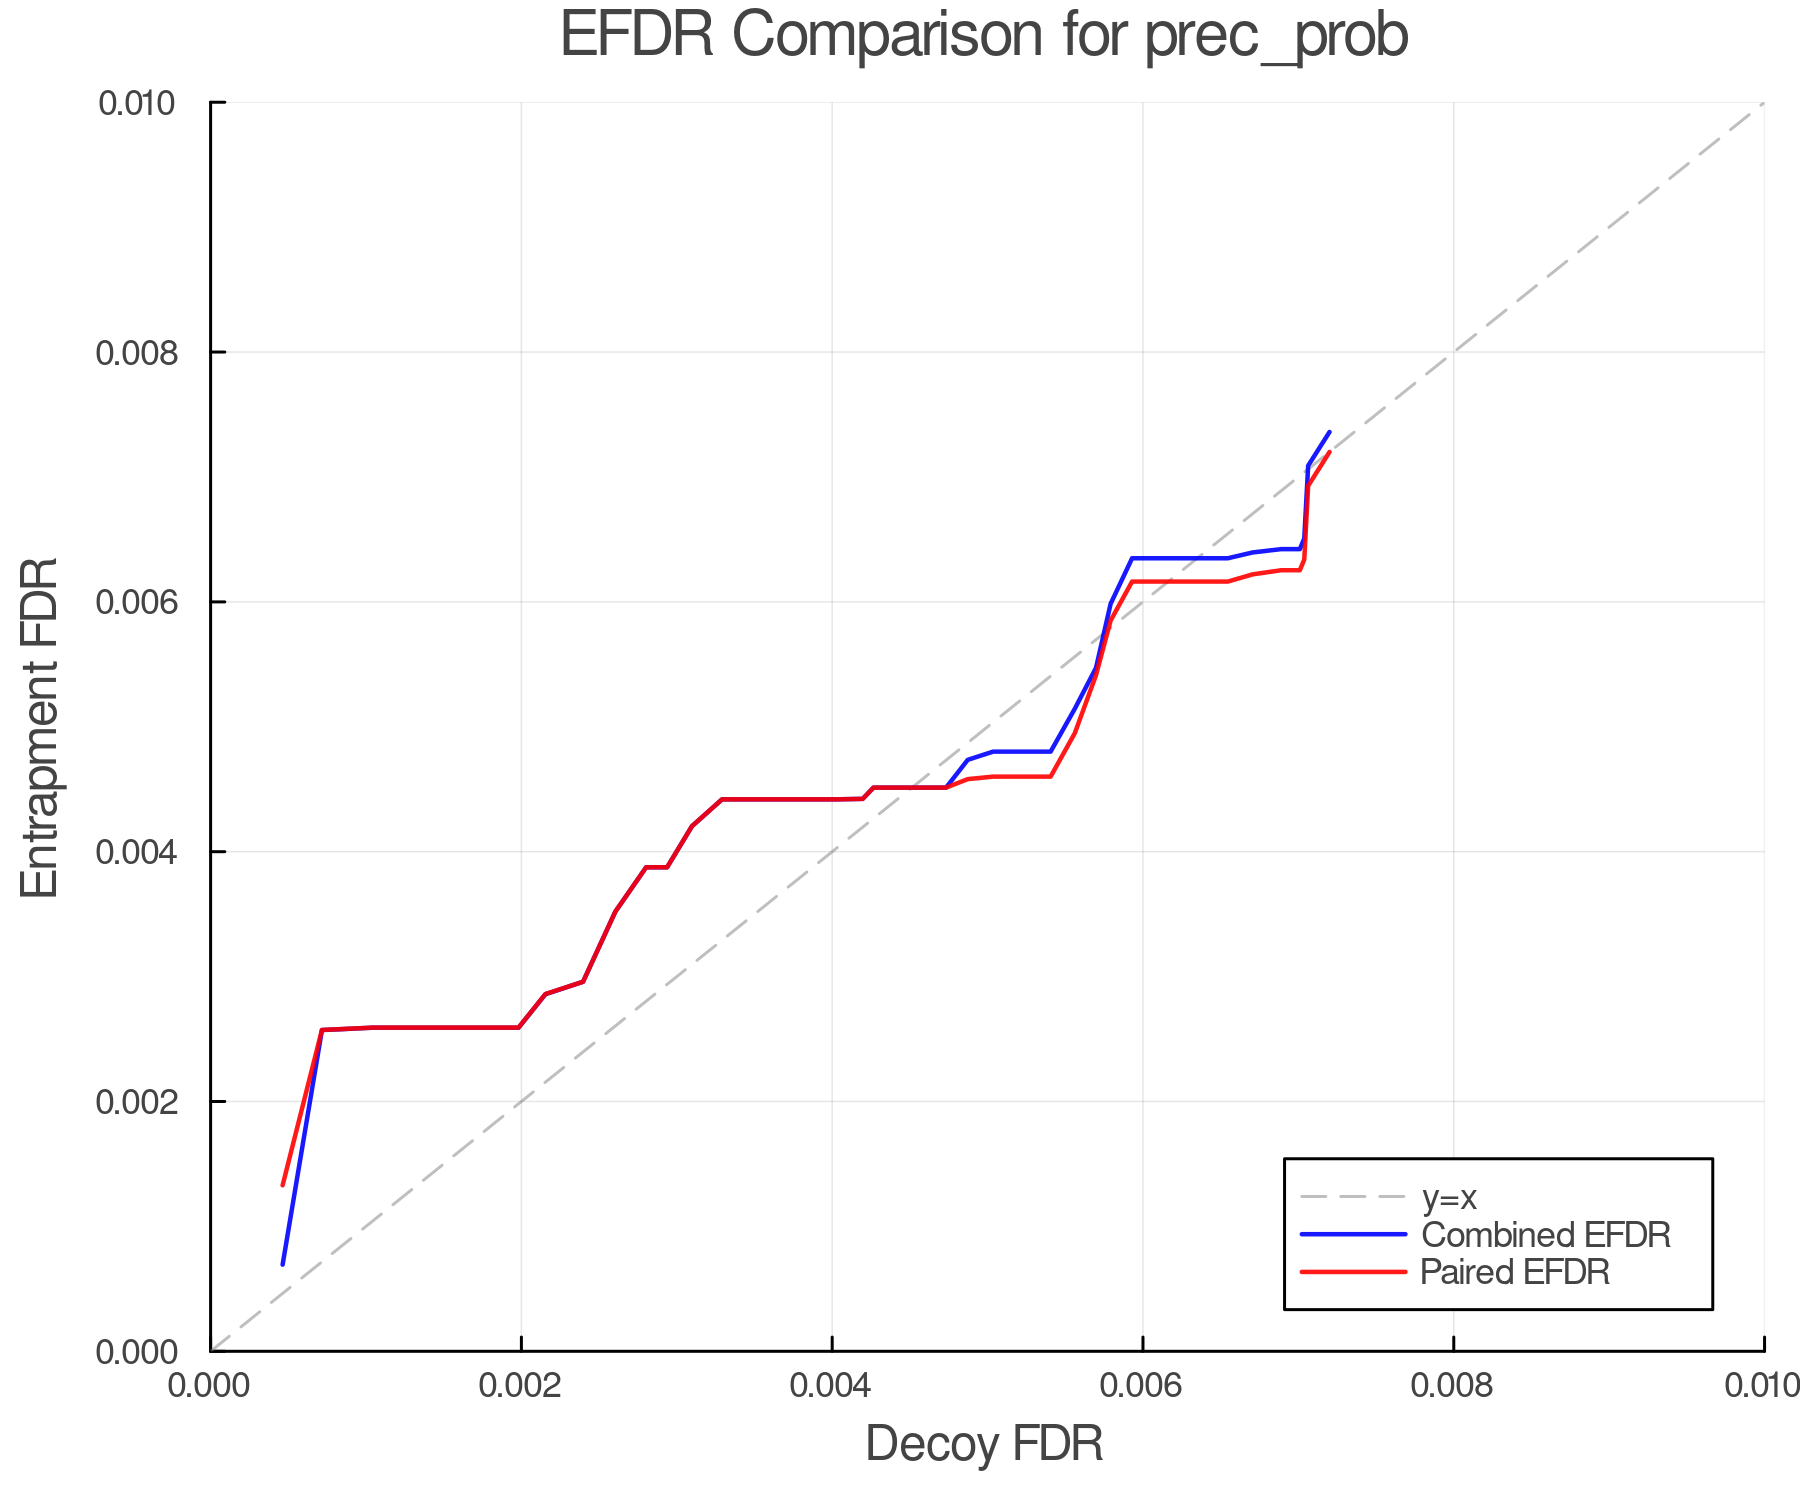 EFDR Comparison for prec_prob
0.010
0.008
0.006
0.004
0.002
0.000
Entrapment FDR
y=x
Combined EFDR
Paired EFDR
0.000 0.002 0.004 0.006 0.008 0.010
Decoy FDR